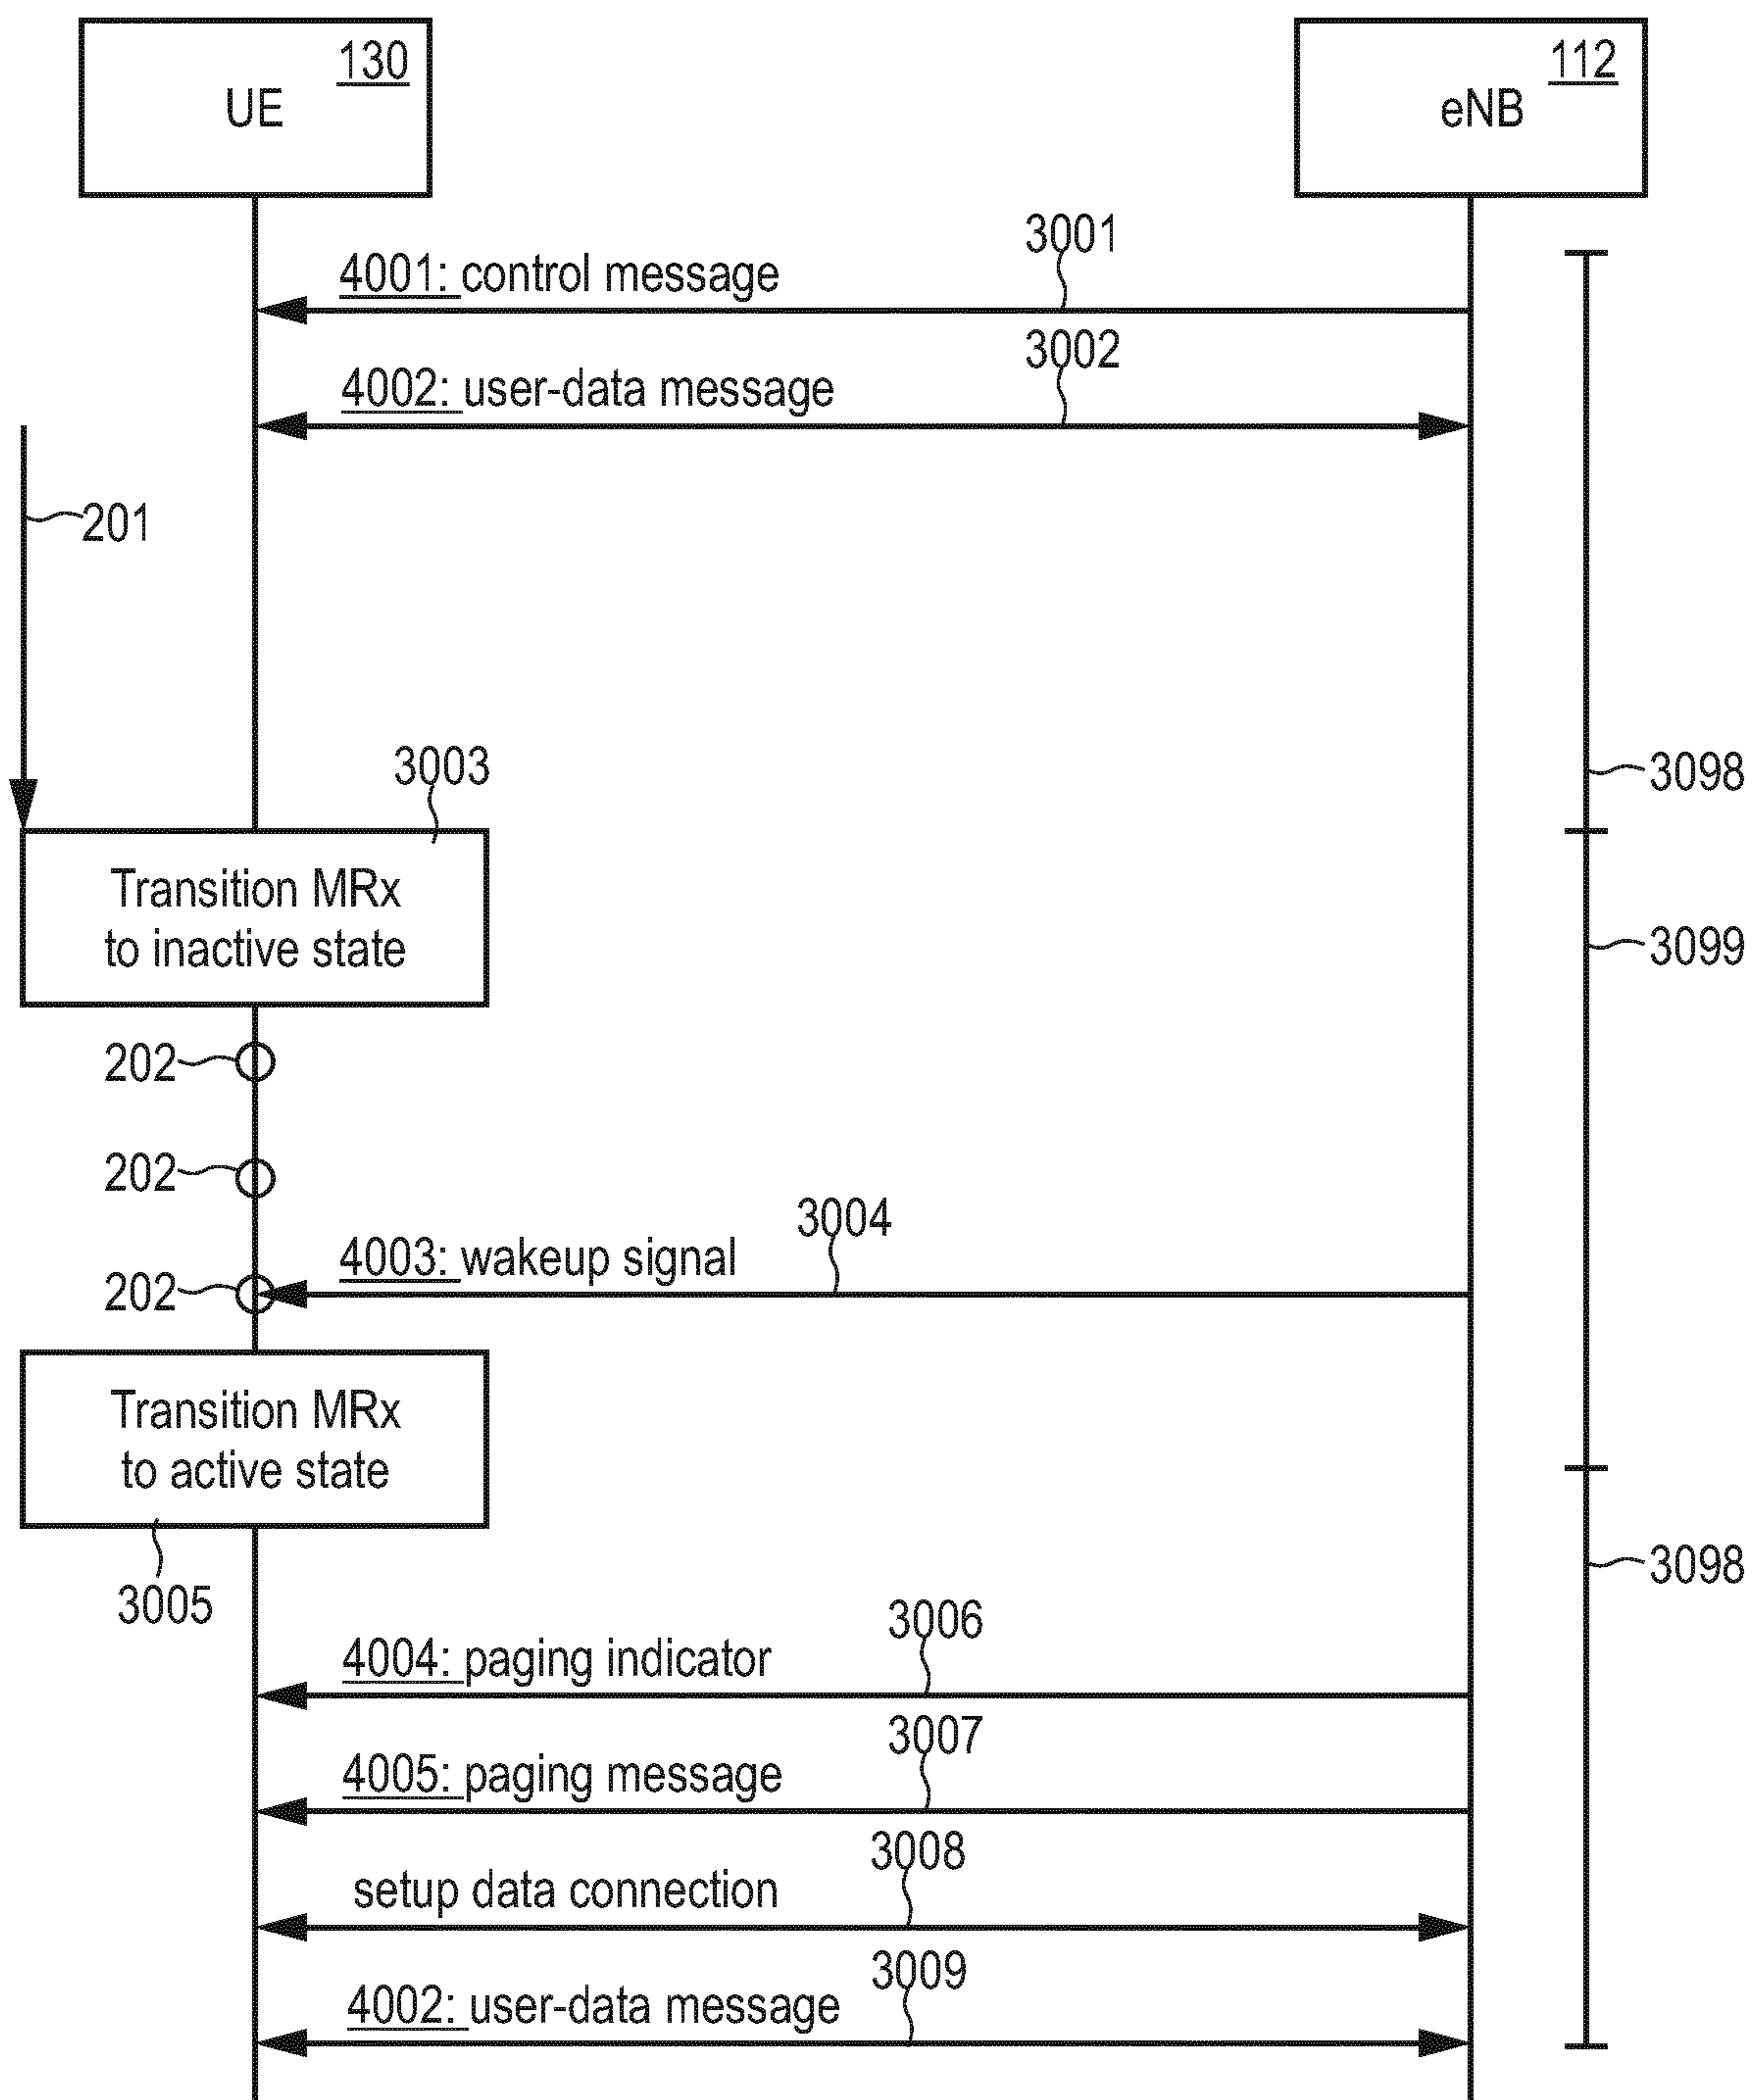 130
UE
112
eNB
3001
4001: control message
3002
4002: user-data message
201
3003
3098
Transition MRx
to inactive state
3099
202
202
3004
4003: wakeup signal
202
Transition MRx
to active state
3098
3005
3006
4004: paging indicator
3007
4005: paging message
3008
setup data connection
3009
4002: user-data message